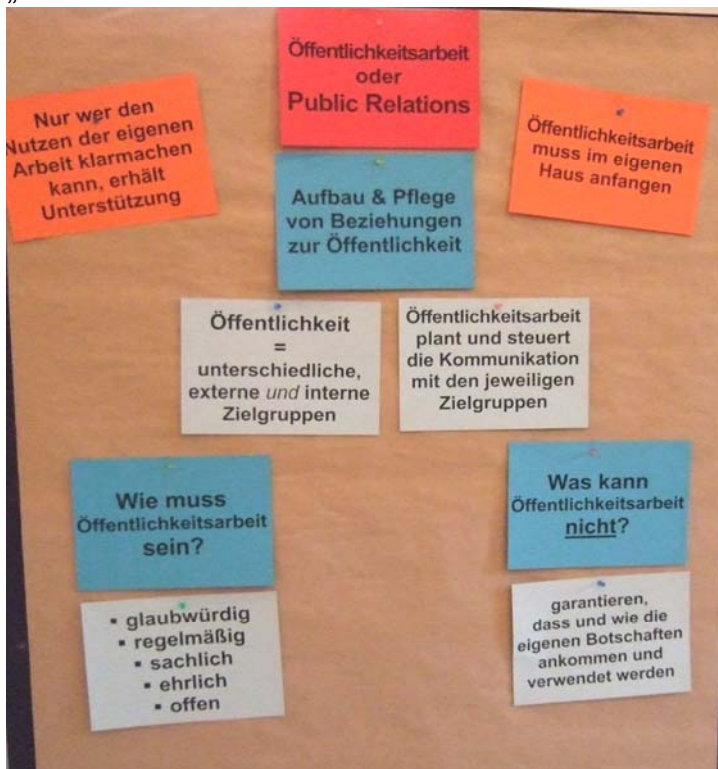 „
Öffentlichkeitsarbeit
oder
Public Relations
Nur wer den
Nutzen der eigenen
Arbeit klarmachen
kann, erhält
Unterstützung
Öffentlichkeitsarbeit
muss im eigenen
Haus anfangen
Aufbau & Pflege
von Beziehungen
zur Öffentlichkeit
Öffentlichkeit
=
unterschiedliche,
externe und interne
Zielgruppen
Öffentlichkeitsarbeit
plant und steuert
die Kommunikation
mit den jeweiligen
Zielgruppen
Wie muss
Öffentlichkeitsarbeit
sein?
▪ glaubwürdig
▪ regelmäßig
▪ sachlich
▪ ehrlich
▪ offen
Was kann
Öffentlichkeitsarbeit
nicht?
garantieren,
dass und wie die
eigenen Botschaften
ankommen und
verwendet werden